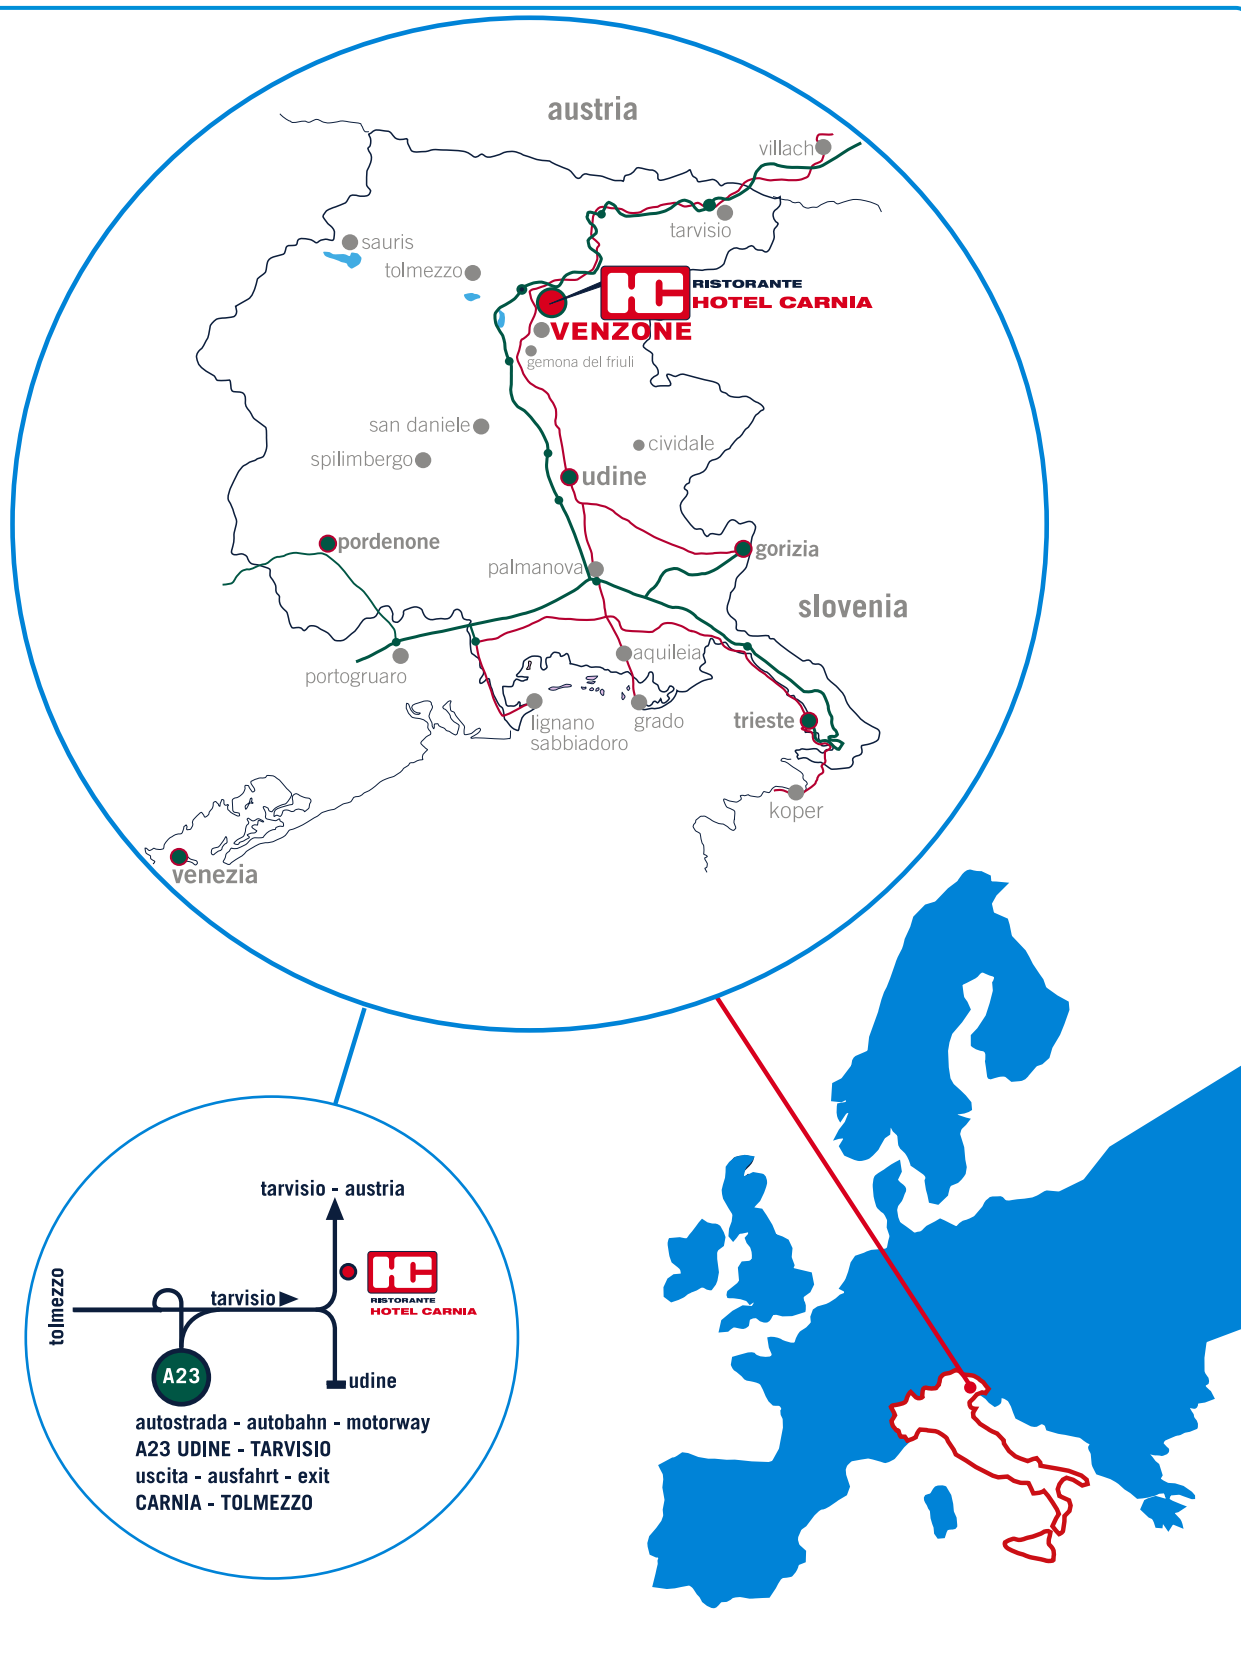 austria
villach
tarvisio
sauris
tolmezzo
HC
RISTORANTE
HOTEL CARNIA
VENZONE
gemona del friuli
san daniele
cividale
spilimbergo
udine
pordenone
gorizia
palmanova
slovenia
aquileia
portogruaro
lignano
sabbiadoro
grado
trieste
koper
venezia
tarvisio - austria
HC
RISTORANTE
HOTEL CARNIA
tolmezzo
tarvisio
A23
udine
autostrada - autobahn - motorway
A23 UDINE - TARVISIO
uscita - ausfahrt - exit
CARNIA - TOLMEZZO